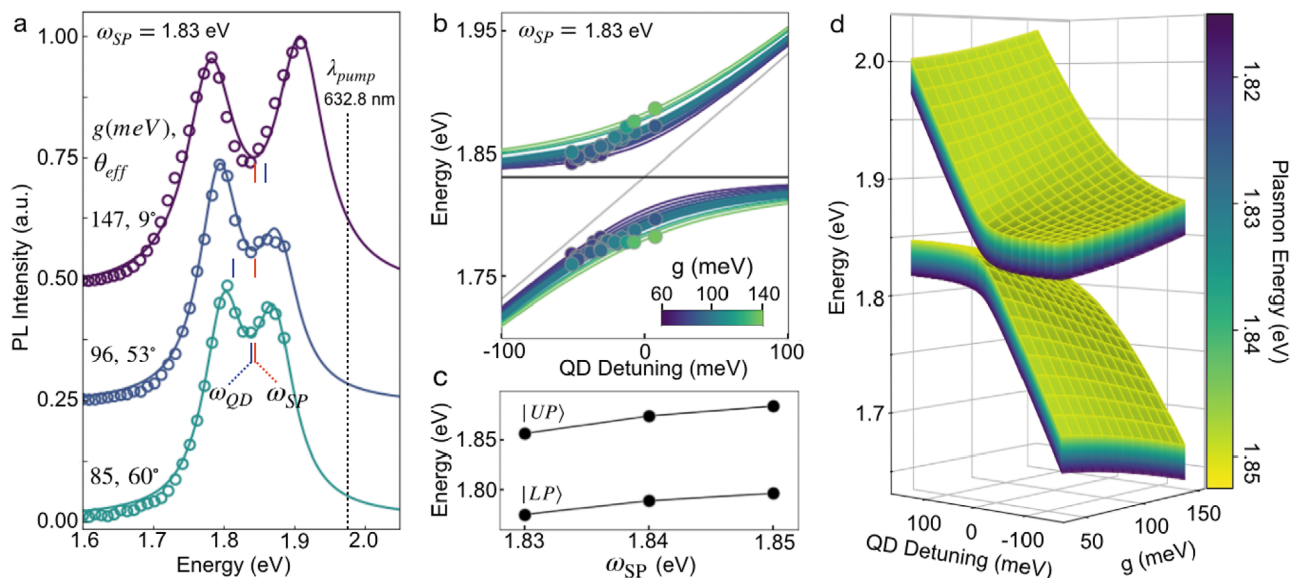 a
ω_SP = 1.83 eV
λ_pump
632.8 nm
g(meV),
θ_eff
147, 9°
96, 53°
85, 60°
ω_QD
ω_SP
PL Intensity (a.u.)
1.00
0.75
0.50
0.25
0.00
1.6
1.7
1.8
1.9
2.0
Energy (eV)
b
ω_SP = 1.83 eV
Energy (eV)
1.95
1.85
1.75
g (meV)
60
100
140
-100
0
100
QD Detuning (meV)
c
|UP⟩
|LP⟩
Energy (eV)
1.85
1.80
1.83
1.84
1.85
ω_SP (eV)
d
Energy (eV)
2.0
1.9
1.8
1.7
100
0
-100
QD Detuning (meV)
50
100
150
g (meV)
1.82
1.83
1.84
1.85
Plasmon Energy (eV)